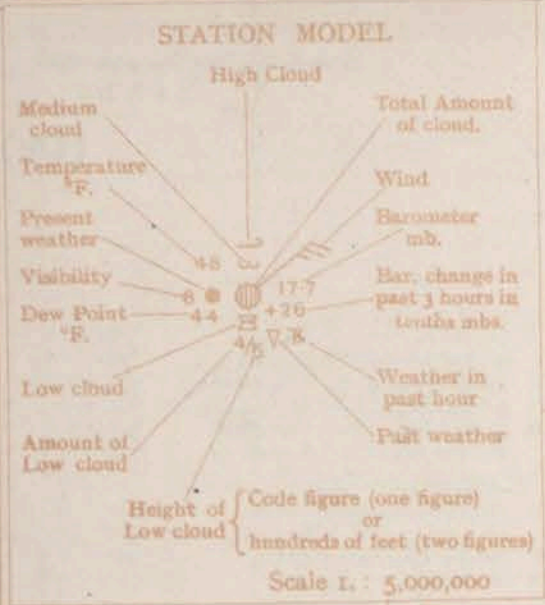 STATION MODEL
High Cloud
Medium
cloud
Total Amount
of cloud.
Temperature
°F.
Wind
Present
weather
Barometer
mb.
48
Visibility
8
17·7
Bar. change in
past 3 hours in
tenths mbs.
Dew Point
°F.
44
+26
4/5
Low cloud
Weather in
past hour
Amount of
Low cloud
Past weather
Height of
Low cloud
Code figure (one figure)
or
hundreds of feet (two figures)
Scale 1. : 5,000,000